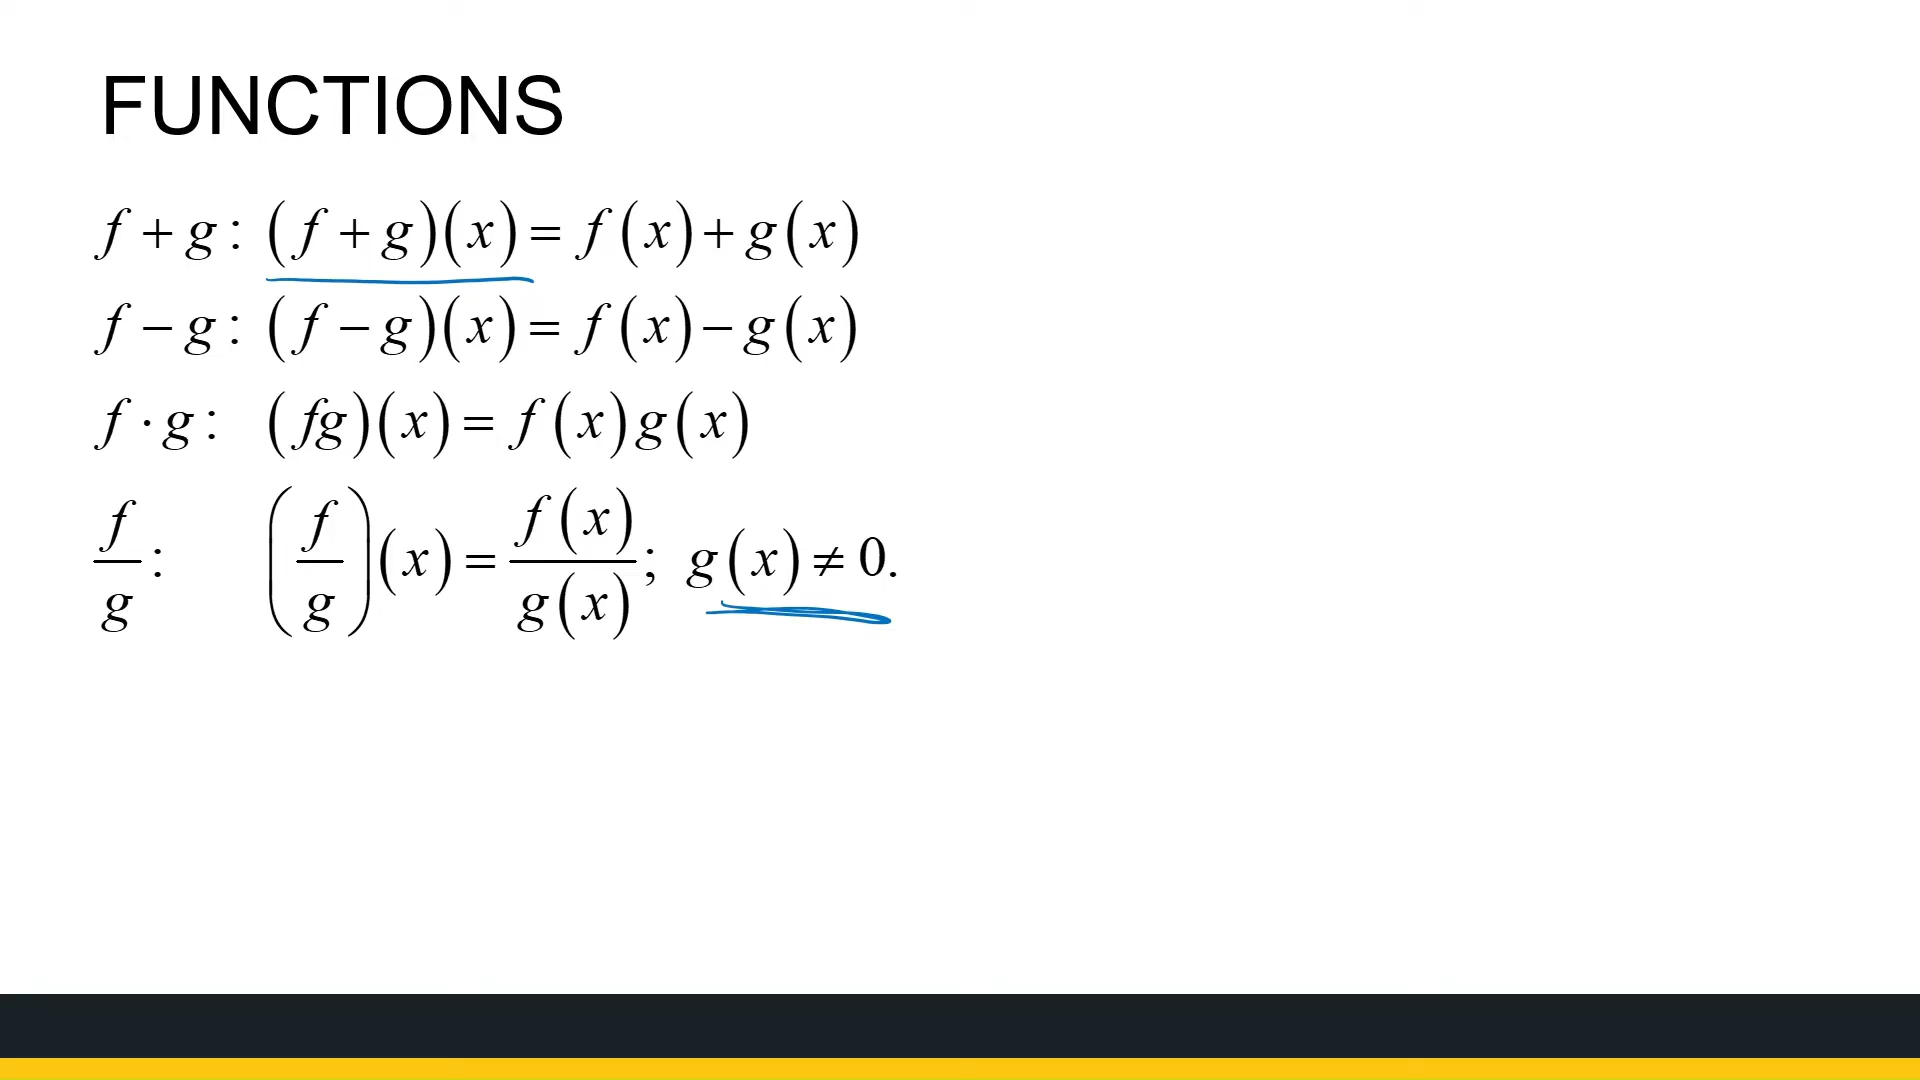 FUNCTIONS
f + g : (f + g)(x) = f(x) + g(x)
f − g : (f − g)(x) = f(x) − g(x)
f · g : (fg)(x) = f(x)g(x)
f/g : (f/g)(x) = f(x)/g(x); g(x) ≠ 0.